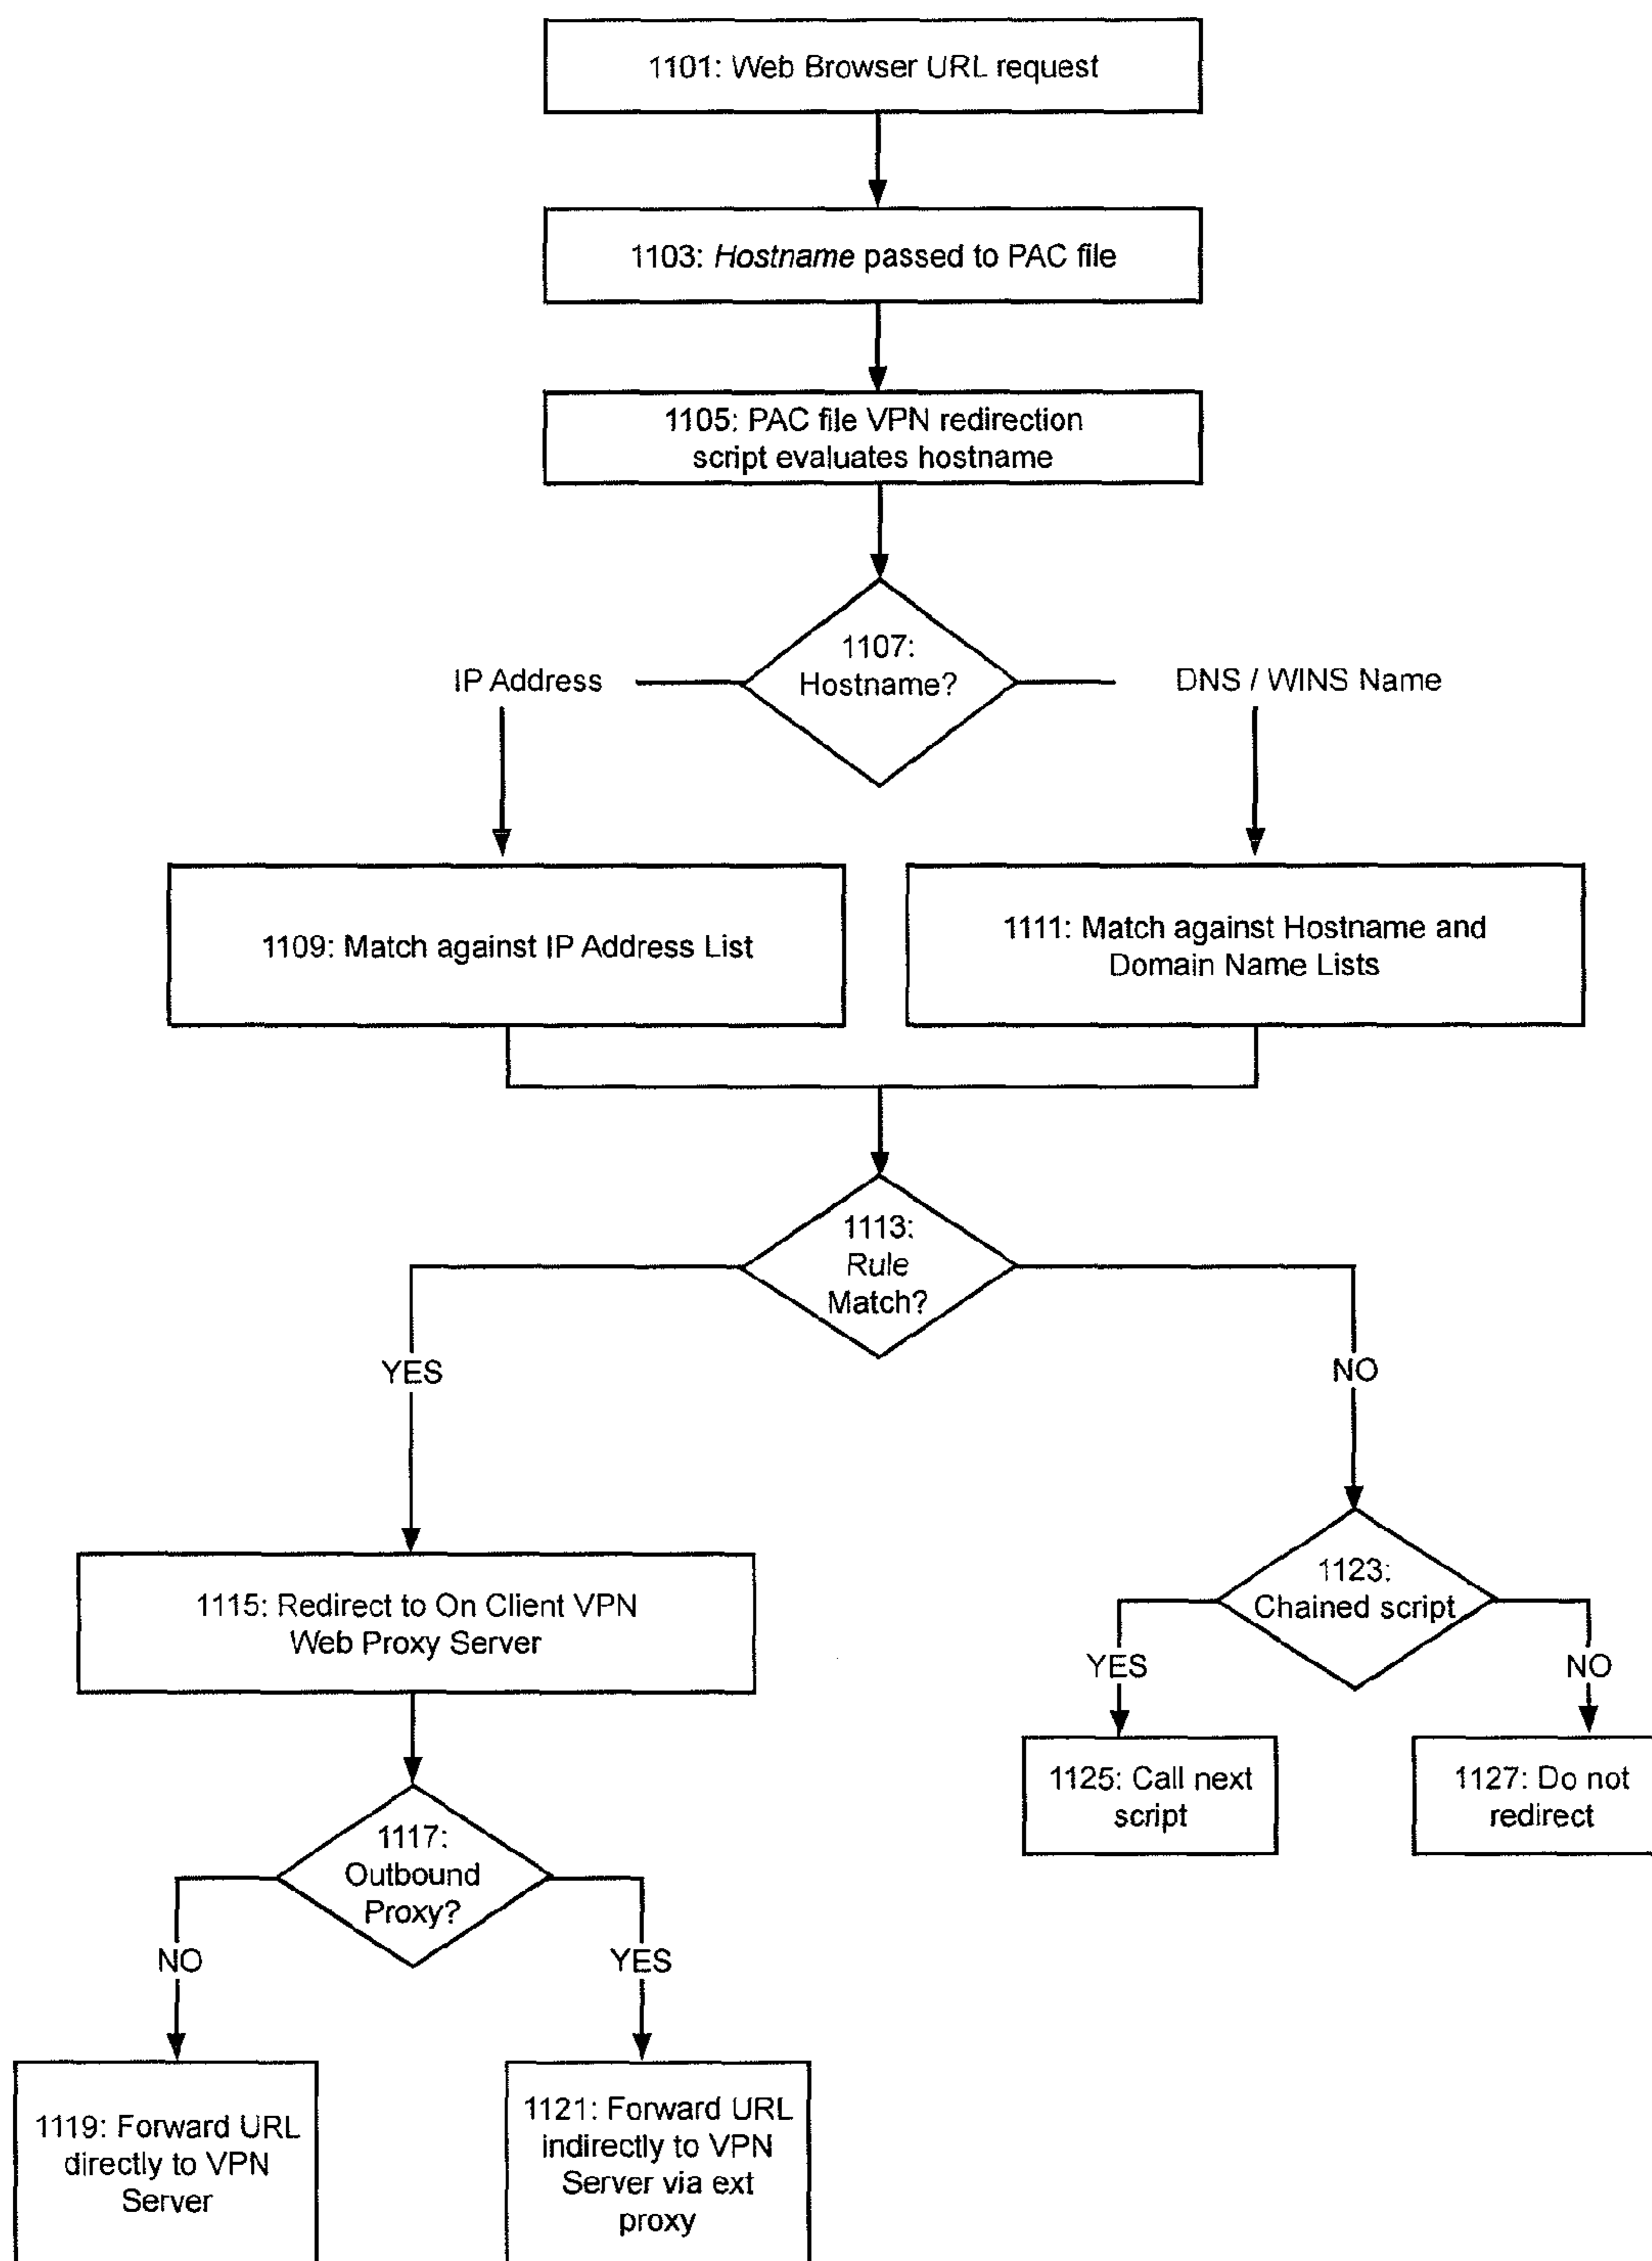 1101: Web Browser URL request
1103: Hostname passed to PAC file
1105: PAC file VPN redirection
script evaluates hostname
1107:
Hostname?
IP Address
DNS / WINS Name
1109: Match against IP Address List
1111: Match against Hostname and
Domain Name Lists
1113:
Rule
Match?
YES
NO
1115: Redirect to On Client VPN
Web Proxy Server
1123:
Chained script
YES
NO
1125: Call next
script
1127: Do not
redirect
1117:
Outbound
Proxy?
NO
YES
1119: Forward URL
directly to VPN
Server
1121: Forward URL
indirectly to VPN
Server via ext
proxy